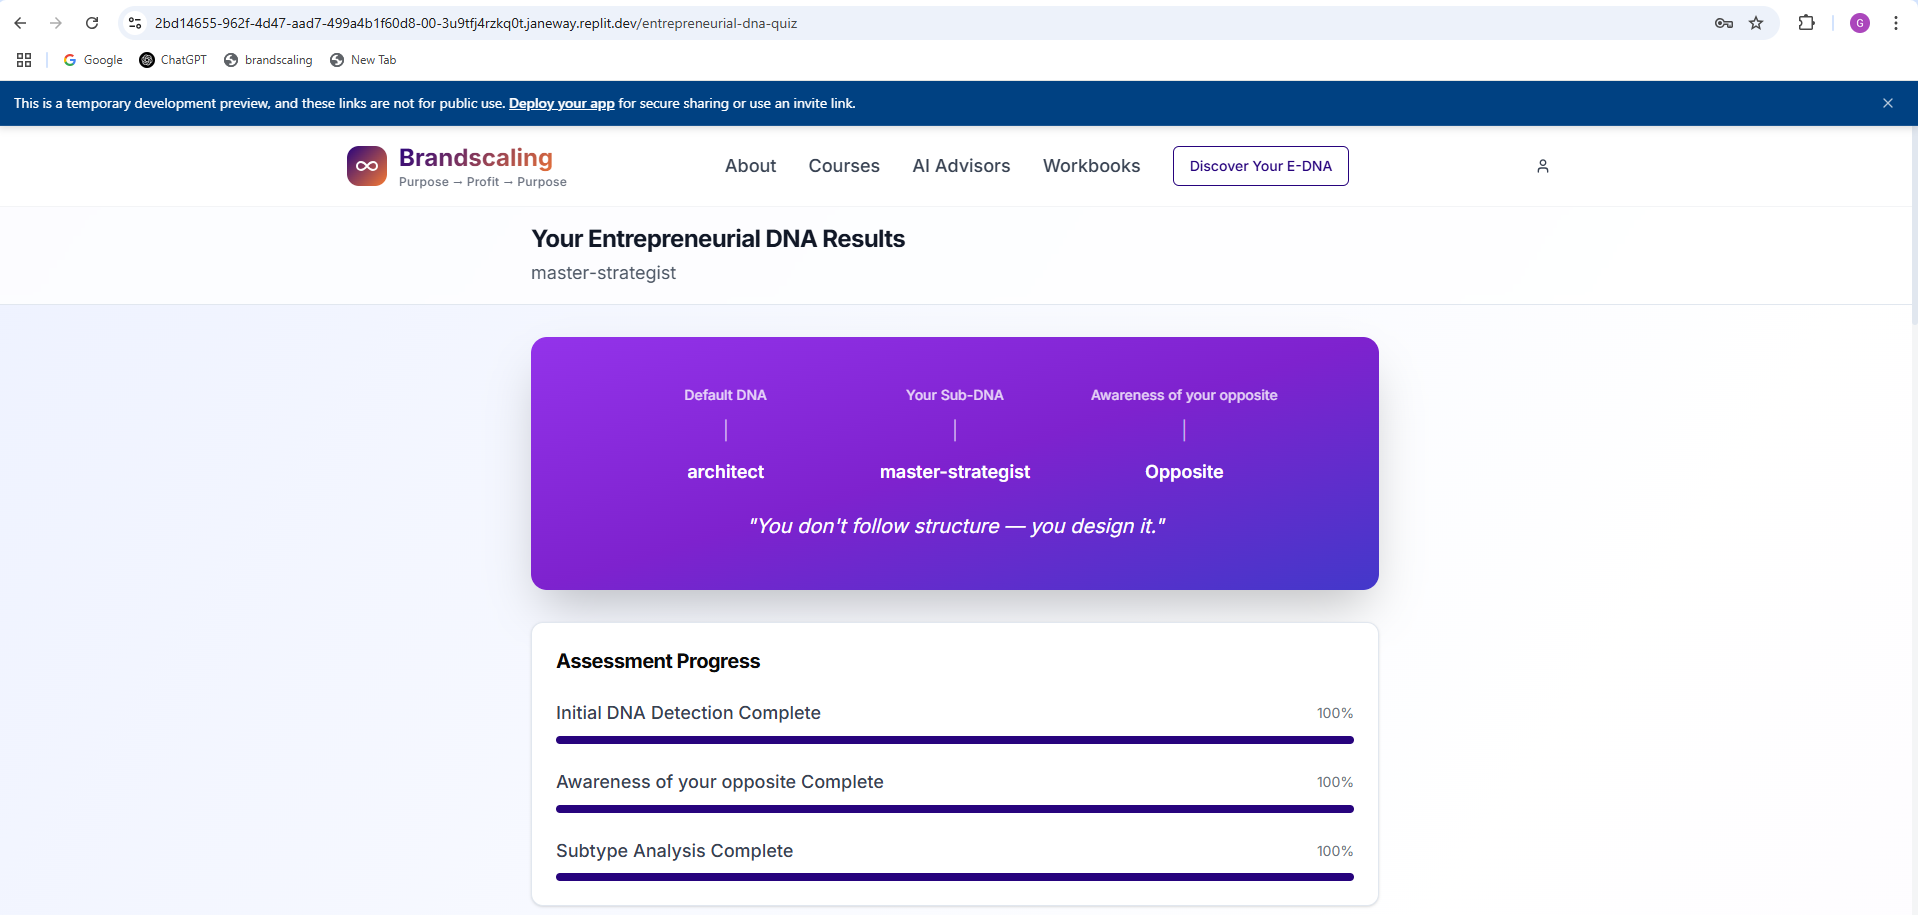 2bd14655-962f-4d47-aad7-499a4b1f60d8-00-3u9tfj4rzkq0t.janeway.replit.dev/entrepreneurial-dna-quiz
G
Google ChatGPT brandscaling New Tab
This is a temporary development preview, and these links are not for public use. Deploy your app for secure sharing or use an invite link.
Brandscaling
Purpose → Profit → Purpose
About Courses AI Advisors Workbooks Discover Your E-DNA
Your Entrepreneurial DNA Results
master-strategist
Default DNA Your Sub-DNA Awareness of your opposite
architect master-strategist Opposite
"You don't follow structure — you design it."
Assessment Progress
Initial DNA Detection Complete 100%
Awareness of your opposite Complete 100%
Subtype Analysis Complete 100%